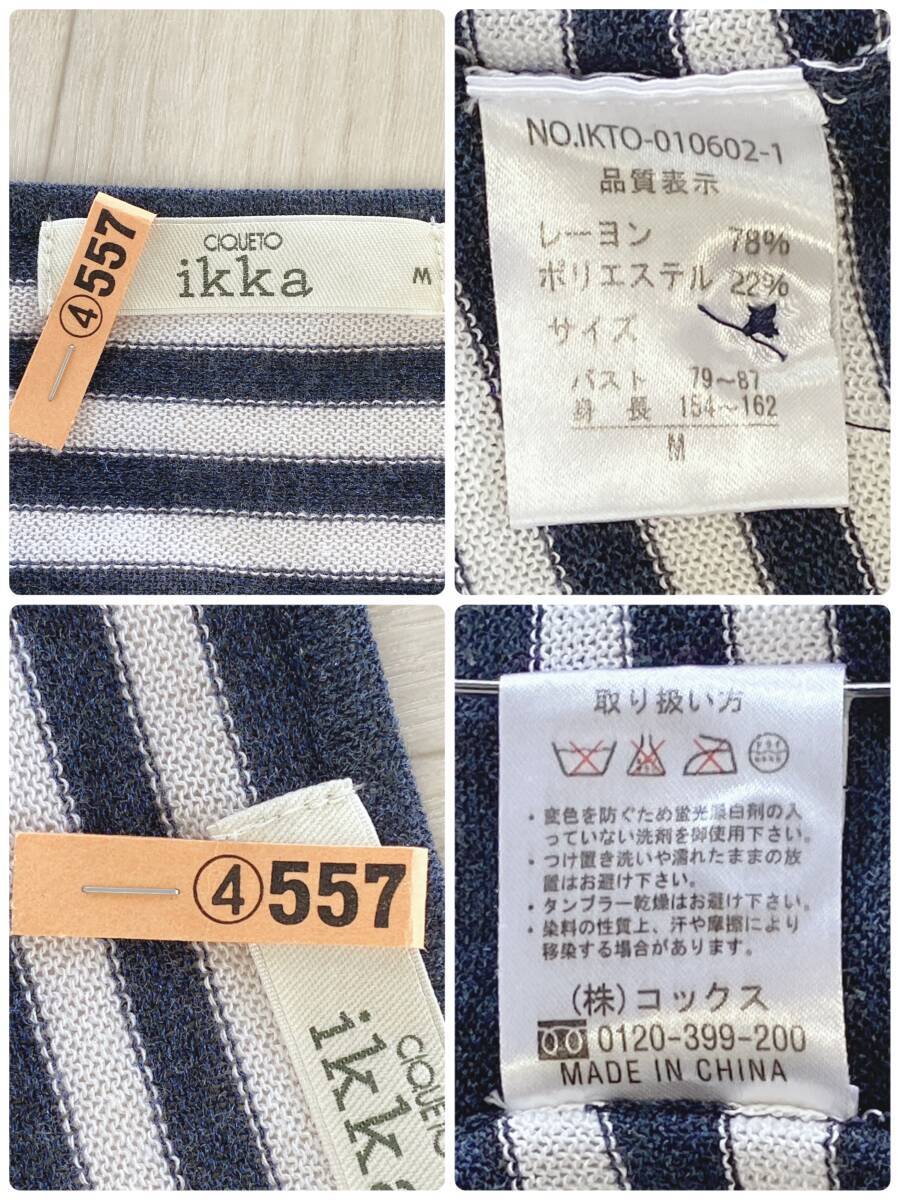 ④557
CIQUETO
ikka
M
NO.IKTO-010602-1
品質表示
レーヨン 78%
ポリエステル 22%
サイズ
バスト 79～87
身長 154～162
M
④557
CIQUETO
ikka
取り扱い方
ドライ
・変色を防ぐため蛍光漂白剤の入
っていない洗剤を御使用下さい。
・つけ置き洗いや濡れたままの放
置はお避け下さい。
・タンブラー乾燥はお避け下さい。
・染料の性質上、汗や摩擦により
移染する場合があります。
(株)コックス
0120-399-200
MADE IN CHINA